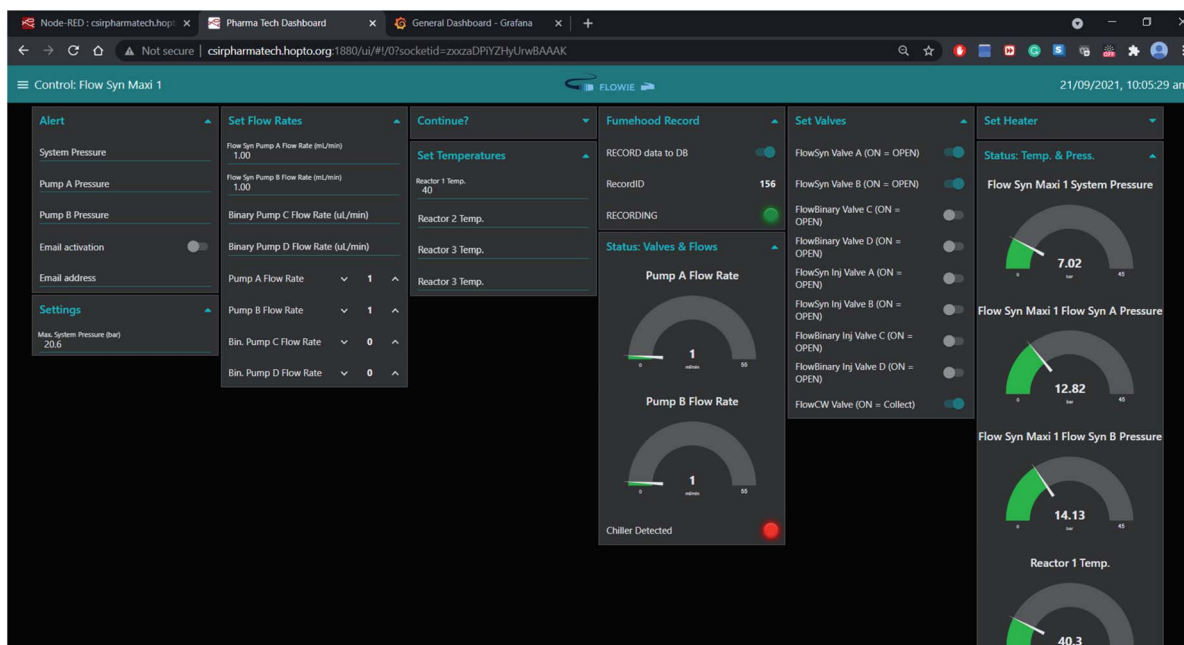 Node-RED : csirpharmatech.hopt
Pharma Tech Dashboard
General Dashboard - Grafana
Not secure | csirpharmatech.hopto.org:1880/ui/#!/0?socketid=zxxzaDPiYZHyUrwBAAAK
Control: Flow Syn Maxi 1
FLOWIE
21/09/2021, 10:05:29 am
Alert
System Pressure
Pump A Pressure
Pump B Pressure
Email activation
Email address
Settings
Max. System Pressure (bar)
20.6
Set Flow Rates
Flow Syn Pump A Flow Rate (mL/min)
1.00
Flow Syn Pump B Flow Rate (mL/min)
1.00
Binary Pump C Flow Rate (uL/min)
Binary Pump D Flow Rate (uL/min)
Pump A Flow Rate 1
Pump B Flow Rate 1
Bin. Pump C Flow Rate 0
Bin. Pump D Flow Rate 0
Continue?
Set Temperatures
Reactor 1 Temp.
40
Reactor 2 Temp.
Reactor 3 Temp.
Reactor 3 Temp.
Fumehood Record
RECORD data to DB
RecordID 156
RECORDING
Status: Valves & Flows
Pump A Flow Rate
1
ml/min
0 55
Pump B Flow Rate
1
ml/min
0 55
Chiller Detected
Set Valves
FlowSyn Valve A (ON = OPEN)
FlowSyn Valve B (ON = OPEN)
FlowBinary Valve C (ON =
OPEN)
FlowBinary Valve D (ON =
OPEN)
FlowSyn Inj Valve A (ON =
OPEN)
FlowSyn Inj Valve B (ON =
OPEN)
FlowBinary Inj Valve C (ON =
OPEN)
FlowBinary Inj Valve D (ON =
OPEN)
FlowCW Valve (ON = Collect)
Set Heater
Status: Temp. & Press.
Flow Syn Maxi 1 System Pressure
7.02
0 bar 45
Flow Syn Maxi 1 Flow Syn A Pressure
12.82
0 bar 45
Flow Syn Maxi 1 Flow Syn B Pressure
14.13
0 bar 45
Reactor 1 Temp.
40.3